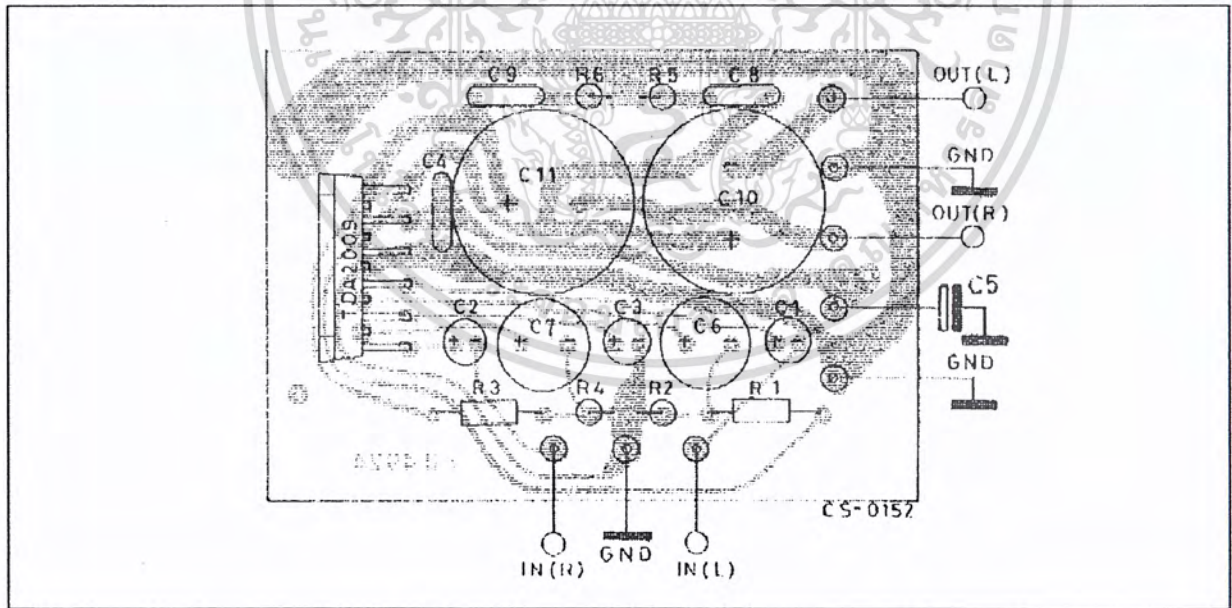 C9 R6 R5 C8 OUT(L)
GND
C4
C11
C10
OUT(R)
TDA2009
C5
C2 C7 C3 C6 C1
GND
R3 R4 R2 R1
CS-0152
IN(R) GND IN(L)